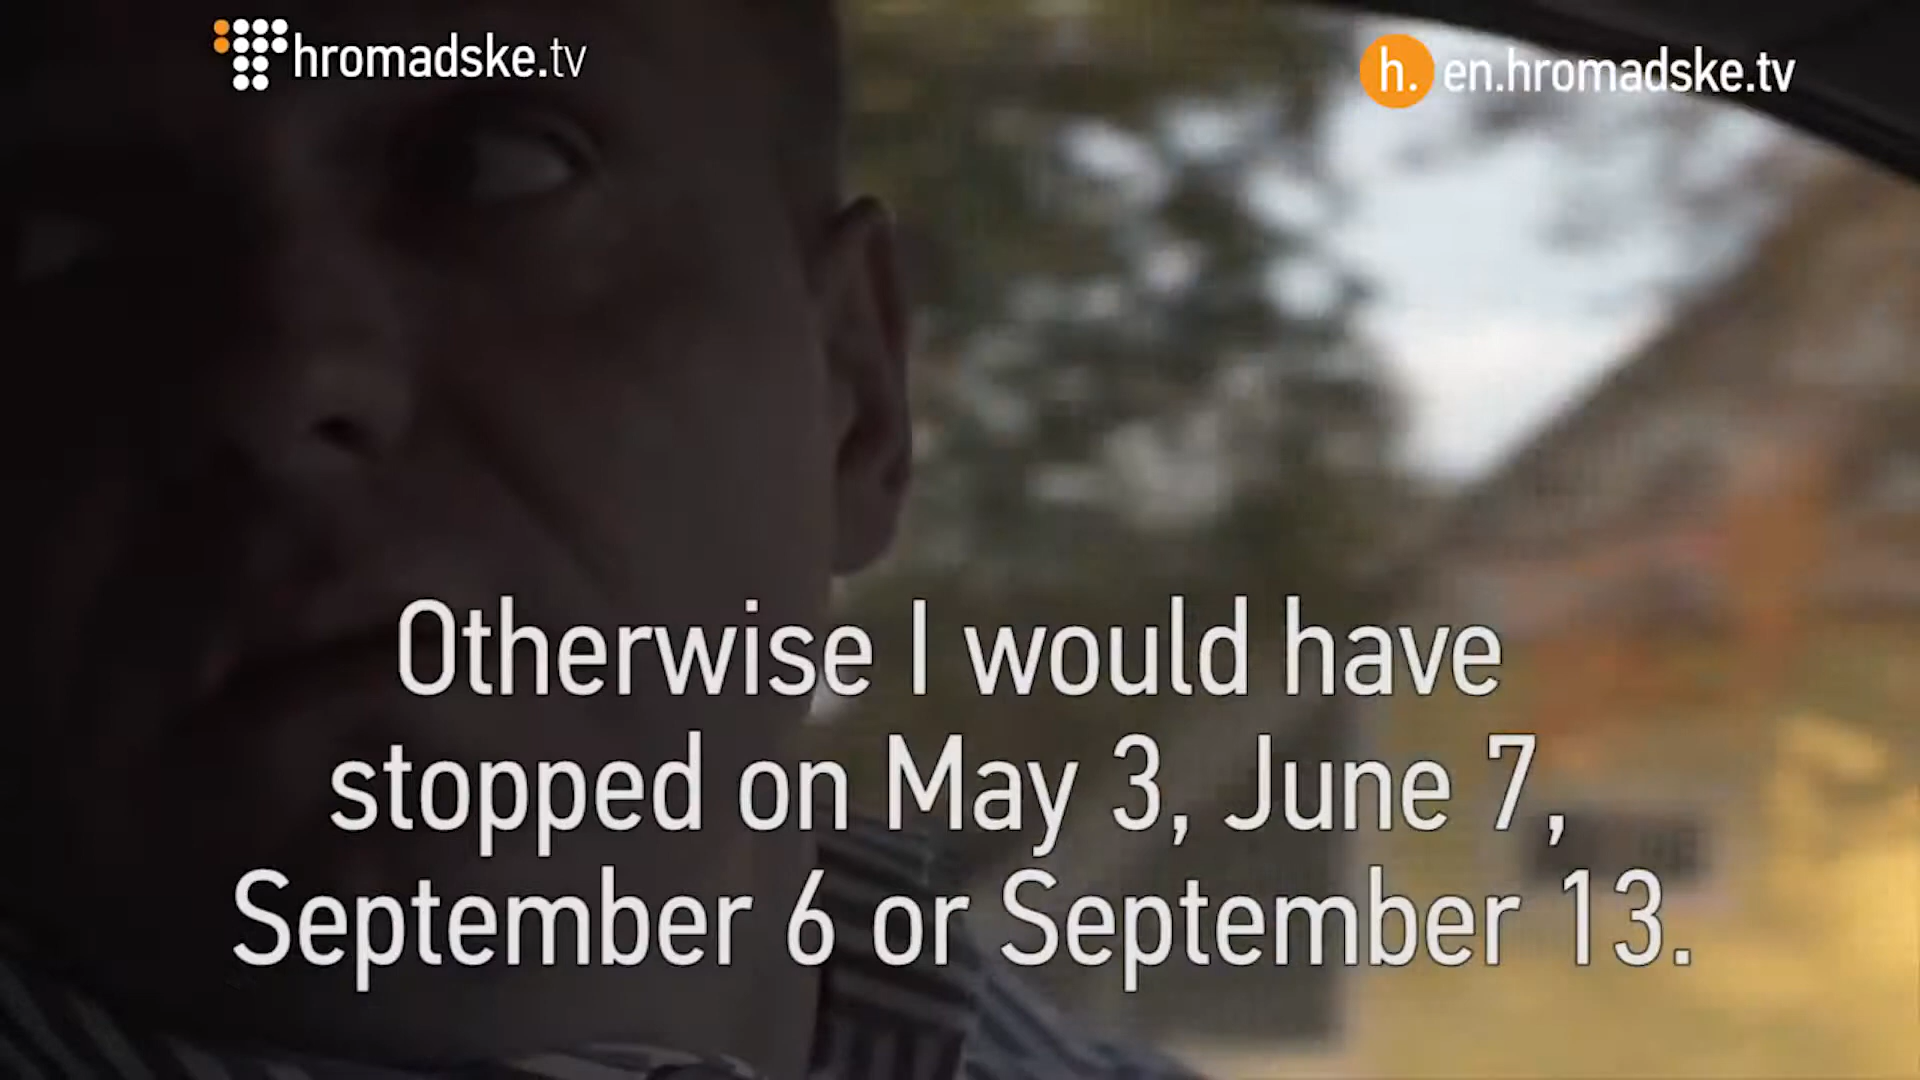 hromadske.tv
h. en.hromadske.tv
Otherwise I would have
stopped on May 3, June 7,
September 6 or September 13.